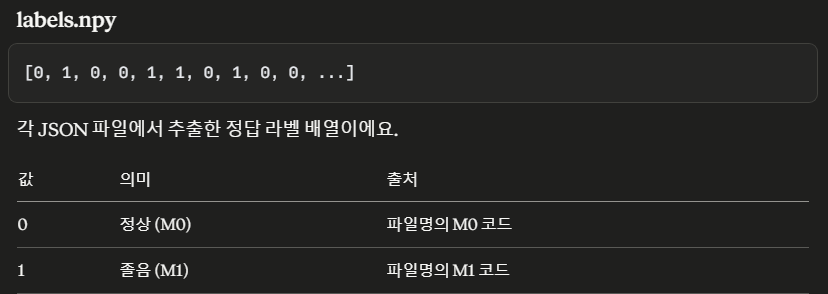 labels.npy
[0, 1, 0, 0, 1, 1, 0, 1, 0, 0, ...]
각 JSON 파일에서 추출한 정답 라벨 배열이에요.
값 의미 출처
0 정상 (M0) 파일명의 M0 코드
1 졸음 (M1) 파일명의 M1 코드